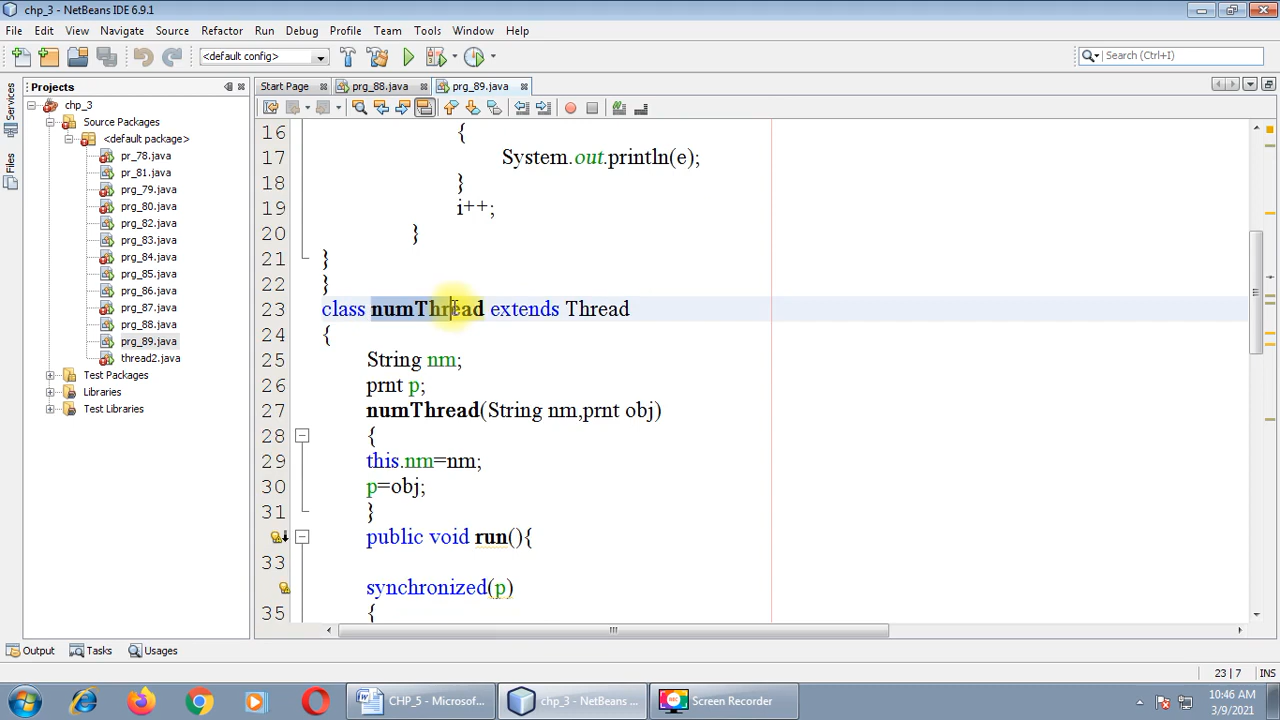 chp_3 - NetBeans IDE 6.9.1
File Edit View Navigate Source Refactor Run Debug Profile Team Tools Window Help
<default config>
Search (Ctrl+I)
Services
Files
Projects
chp_3
Source Packages
<default package>
pr_78.java
pr_81.java
prg_79.java
prg_80.java
prg_82.java
prg_83.java
prg_84.java
prg_85.java
prg_86.java
prg_87.java
prg_88.java
prg_89.java
thread2.java
Test Packages
Libraries
Test Libraries
Start Page prg_88.java prg_89.java
16 {
17 System.out.println(e);
18 }
19 i++;
20 }
21 }
22 }
23 class numThread extends Thread
24 {
25 String nm;
26 prnt p;
27 numThread(String nm,prnt obj)
28 {
29 this.nm=nm;
30 p=obj;
31 }
public void run(){
33
synchronized(p)
35 {
Output Tasks Usages
23 | 7 INS
CHP_5 - Microsof... chp_3 - NetBeans ... Screen Recorder
10:46 AM
3/9/2021